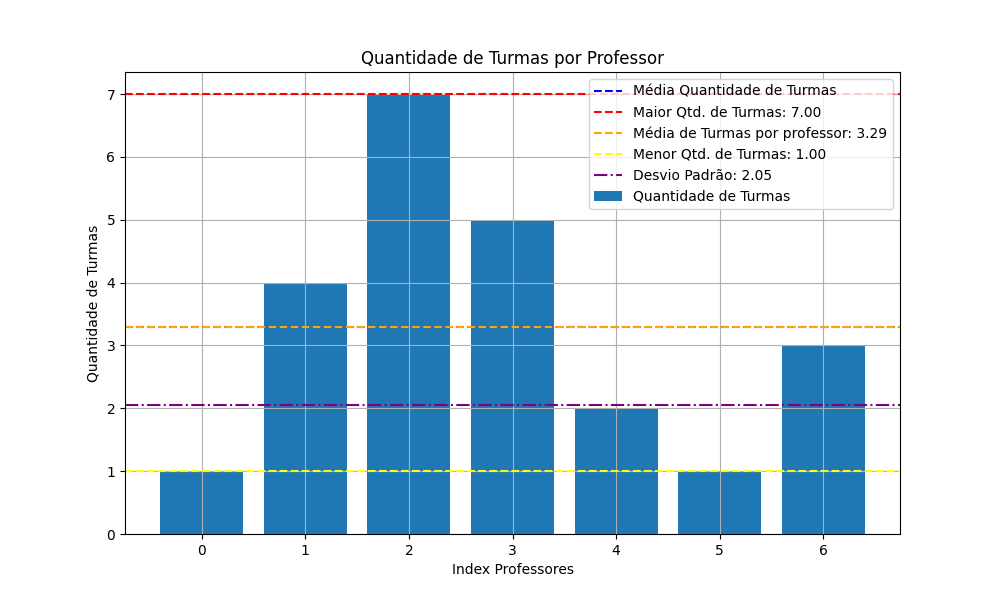 Quantidade de Turmas por Professor
Média Quantidade de Turmas
Maior Qtd. de Turmas: 7.00
Média de Turmas por professor: 3.29
Menor Qtd. de Turmas: 1.00
Desvio Padrão: 2.05
Quantidade de Turmas
Quantidade de Turmas
7
6
5
4
3
2
1
0
0 1 2 3 4 5 6
Index Professores